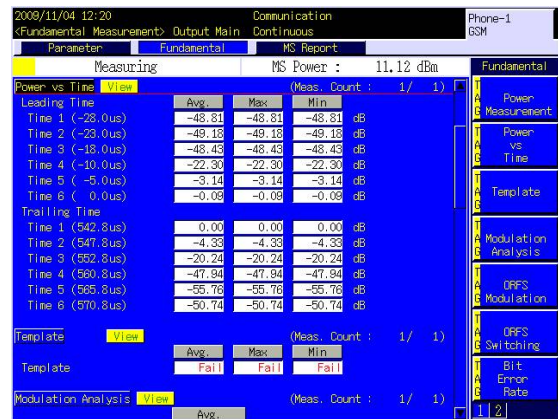 2009/11/04 12:20 Communication Phone-1
<Fundamental Measurement> Output Main Continuous GSM
Parameter Fundamental MS Report
Measuring MS Power : 11.12 dBm Fundamental
Power vs Time View (Meas. Count : 1/ 1)
Leading Time Avg. Max Min
Time 1 (-28.0us) -48.81 -48.81 -48.81 dB
Time 2 (-23.0us) -49.18 -49.18 -49.18 dB
Time 3 (-18.0us) -48.43 -48.43 -48.43 dB
Time 4 (-10.0us) -22.30 -22.30 -22.30 dB
Time 5 ( -5.0us) -3.14 -3.14 -3.14 dB
Time 6 ( 0.0us) -0.09 -0.09 -0.09 dB
Trailing Time
Time 1 (542.8us) 0.00 0.00 0.00 dB
Time 2 (547.8us) -4.33 -4.33 -4.33 dB
Time 3 (552.8us) -20.24 -20.24 -20.24 dB
Time 4 (560.8us) -47.94 -47.94 -47.94 dB
Time 5 (565.8us) -55.76 -55.76 -55.76 dB
Time 6 (570.8us) -50.74 -50.74 -50.74 dB
Template View (Meas. Count : 1/ 1)
Avg. Max Min
Template Fail Fail Fail
Modulation Analysis View (Meas. Count : 1/ 1)
Avg.
TAG Power
Measurement
TAG Power
vs
Time
TAG Template
TAG Modulation
Analysis
TAG ORFS
Modulation
TAG ORFS
Switching
TAG Bit
Error
Rate
1 2